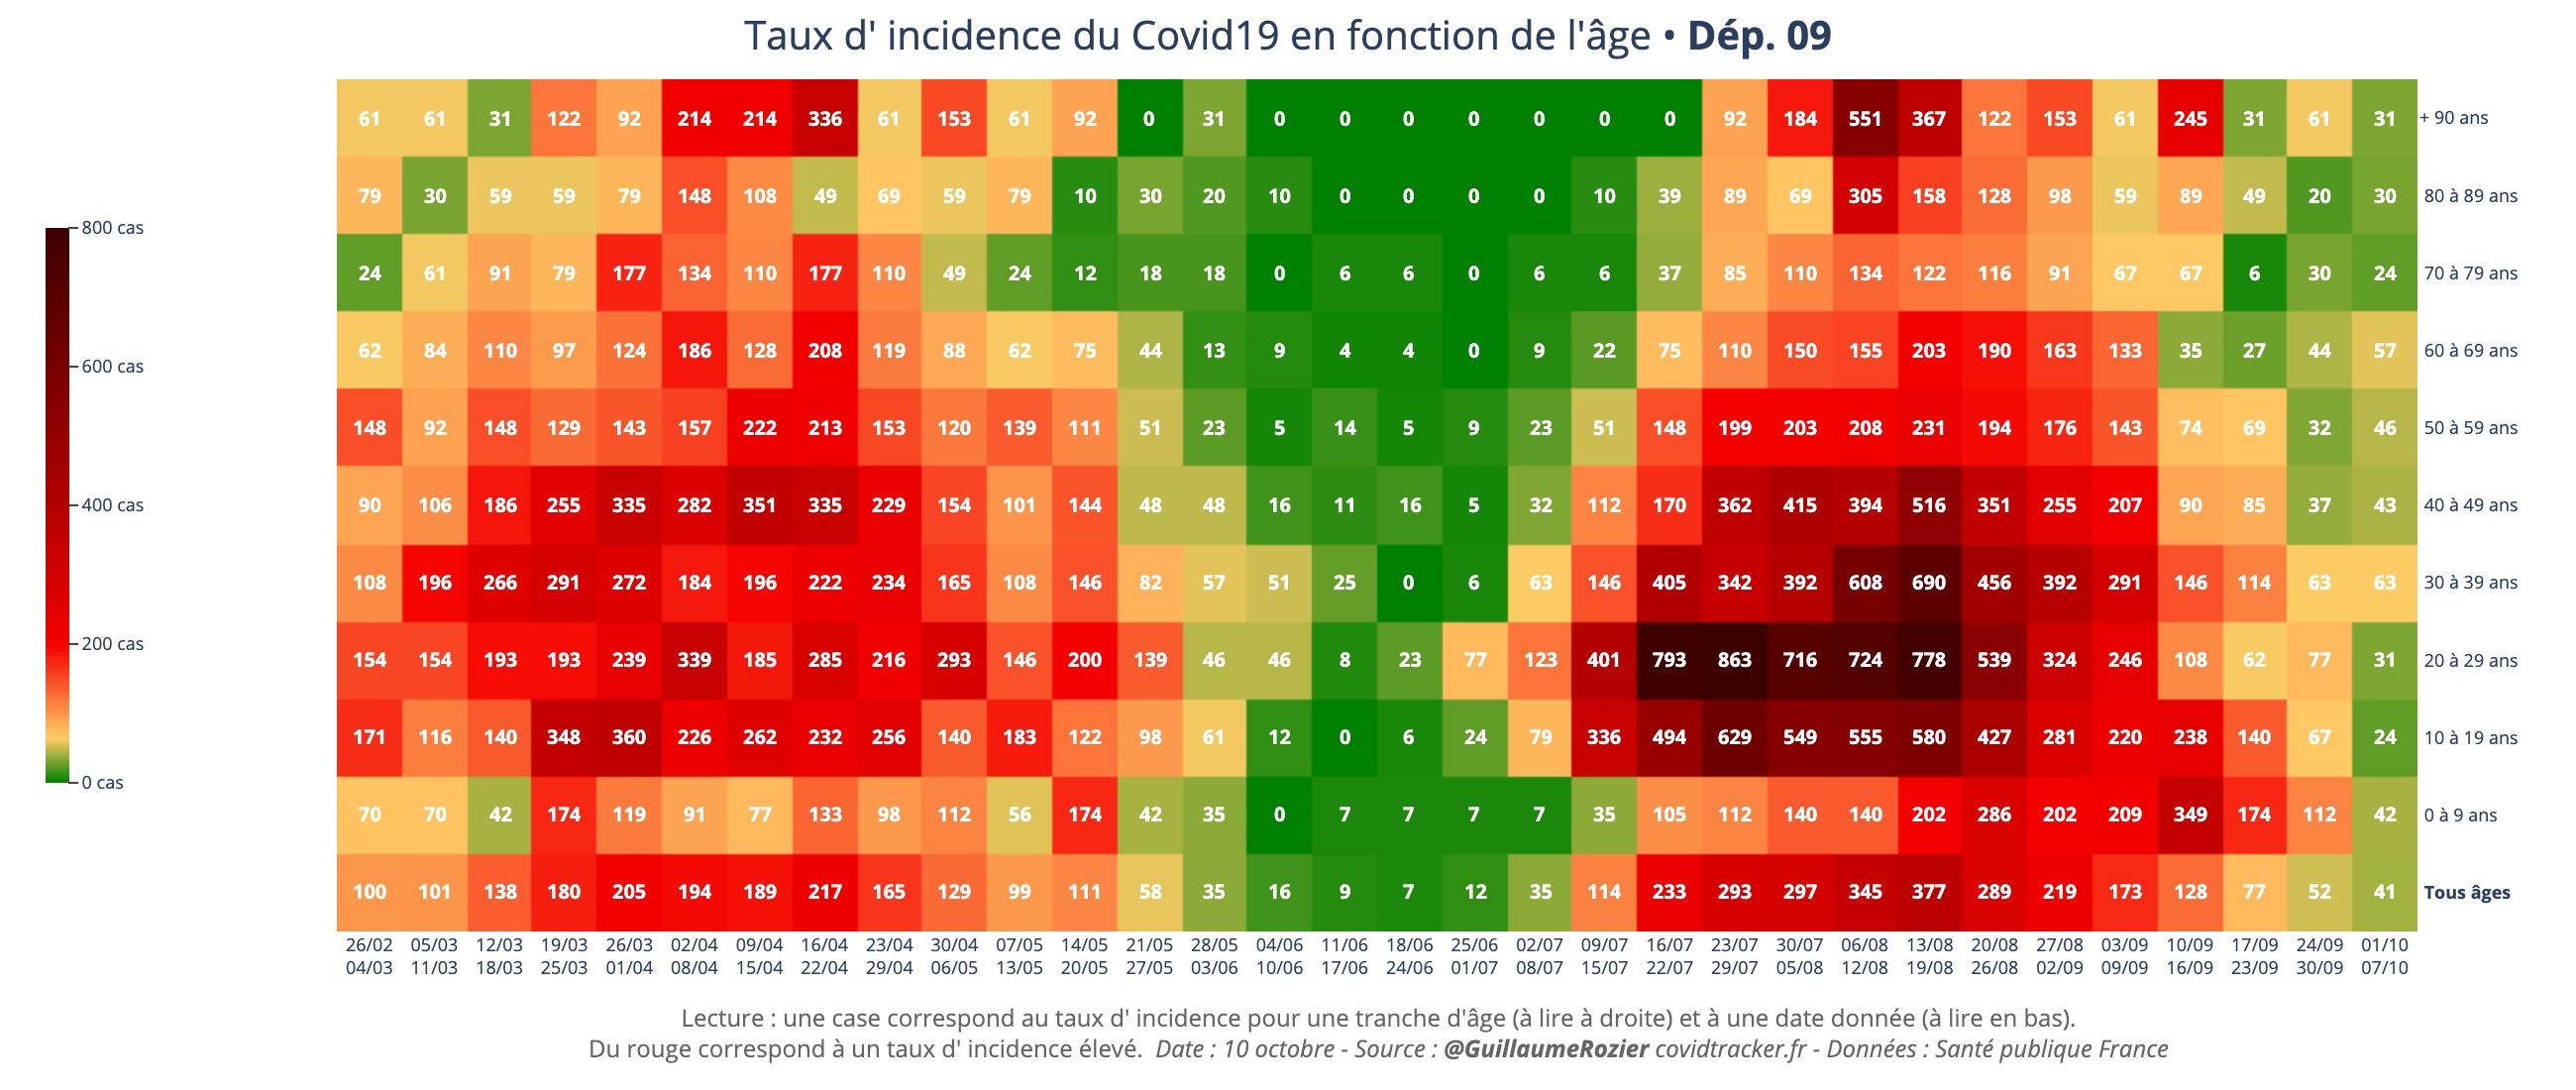 Taux d' incidence du Covid19 en fonction de l'âge • Dép. 09
800 cas
600 cas
400 cas
200 cas
0 cas
61 61 31 122 92 214 214 336 61 153 61 92 0 31 0 0 0 0 0 0 0 92 184 551 367 122 153 61 245 31 61 31 + 90 ans
79 30 59 59 79 148 108 49 69 59 79 10 30 20 10 0 0 0 0 10 39 89 69 305 158 128 98 59 89 49 20 30 80 à 89 ans
24 61 91 79 177 134 110 177 110 49 24 12 18 18 0 6 6 0 6 6 37 85 110 134 122 116 91 67 67 6 30 24 70 à 79 ans
62 84 110 97 124 186 128 208 119 88 62 75 44 13 9 4 4 0 9 22 75 110 150 155 203 190 163 133 35 27 44 57 60 à 69 ans
148 92 148 129 143 157 222 213 153 120 139 111 51 23 5 14 5 9 23 51 148 199 203 208 231 194 176 143 74 69 32 46 50 à 59 ans
90 106 186 255 335 282 351 335 229 154 101 144 48 48 16 11 16 5 32 112 170 362 415 394 516 351 255 207 90 85 37 43 40 à 49 ans
108 196 266 291 272 184 196 222 234 165 108 146 82 57 51 25 0 6 63 146 405 342 392 608 690 456 392 291 146 114 63 63 30 à 39 ans
154 154 193 193 239 339 185 285 216 293 146 200 139 46 46 8 23 77 123 401 793 863 716 724 778 539 324 246 108 62 77 31 20 à 29 ans
171 116 140 348 360 226 262 232 256 140 183 122 98 61 12 0 6 24 79 336 494 629 549 555 580 427 281 220 238 140 67 24 10 à 19 ans
70 70 42 174 119 91 77 133 98 112 56 174 42 35 0 7 7 7 7 35 105 112 140 140 202 286 202 209 349 174 112 42 0 à 9 ans
100 101 138 180 205 194 189 217 165 129 99 111 58 35 16 9 7 12 35 114 233 293 297 345 377 289 219 173 128 77 52 41 Tous âges
26/02 05/03 12/03 19/03 26/03 02/04 09/04 16/04 23/04 30/04 07/05 14/05 21/05 28/05 04/06 11/06 18/06 25/06 02/07 09/07 16/07 23/07 30/07 06/08 13/08 20/08 27/08 03/09 10/09 17/09 24/09 01/10
04/03 11/03 18/03 25/03 01/04 08/04 15/04 22/04 29/04 06/05 13/05 20/05 27/05 03/06 10/06 17/06 24/06 01/07 08/07 15/07 22/07 29/07 05/08 12/08 19/08 26/08 02/09 09/09 16/09 23/09 30/09 07/10
Lecture : une case correspond au taux d' incidence pour une tranche d'âge (à lire à droite) et à une date donnée (à lire en bas).
Du rouge correspond à un taux d' incidence élevé. Date : 10 octobre - Source : @GuillaumeRozier covidtracker.fr - Données : Santé publique France